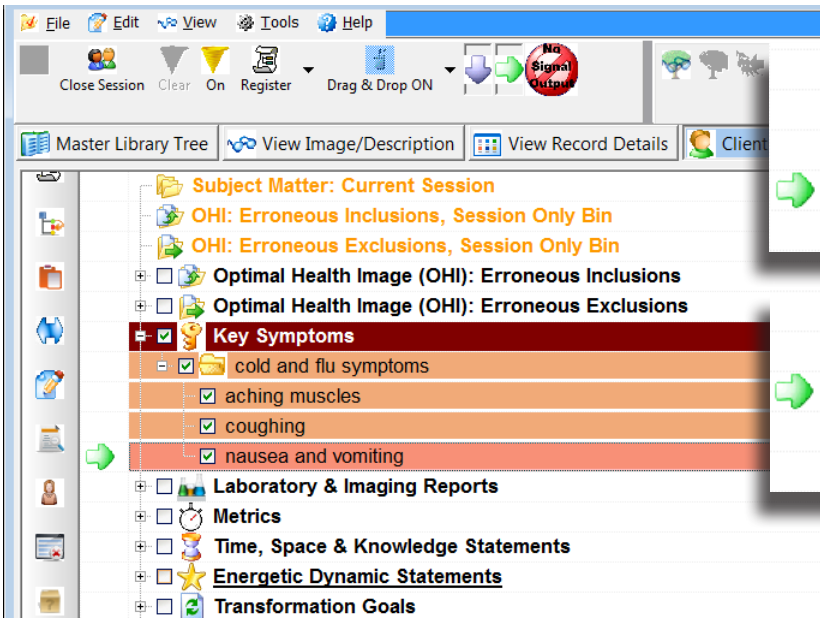 File Edit View Tools Help
No Signal Output
Close Session Clear On Register Drag & Drop ON
Master Library Tree View Image/Description View Record Details Client
Subject Matter: Current Session
OHI: Erroneous Inclusions, Session Only Bin
OHI: Erroneous Exclusions, Session Only Bin
Optimal Health Image (OHI): Erroneous Inclusions
Optimal Health Image (OHI): Erroneous Exclusions
Key Symptoms
cold and flu symptoms
aching muscles
coughing
nausea and vomiting
Laboratory & Imaging Reports
Metrics
Time, Space & Knowledge Statements
Energetic Dynamic Statements
Transformation Goals